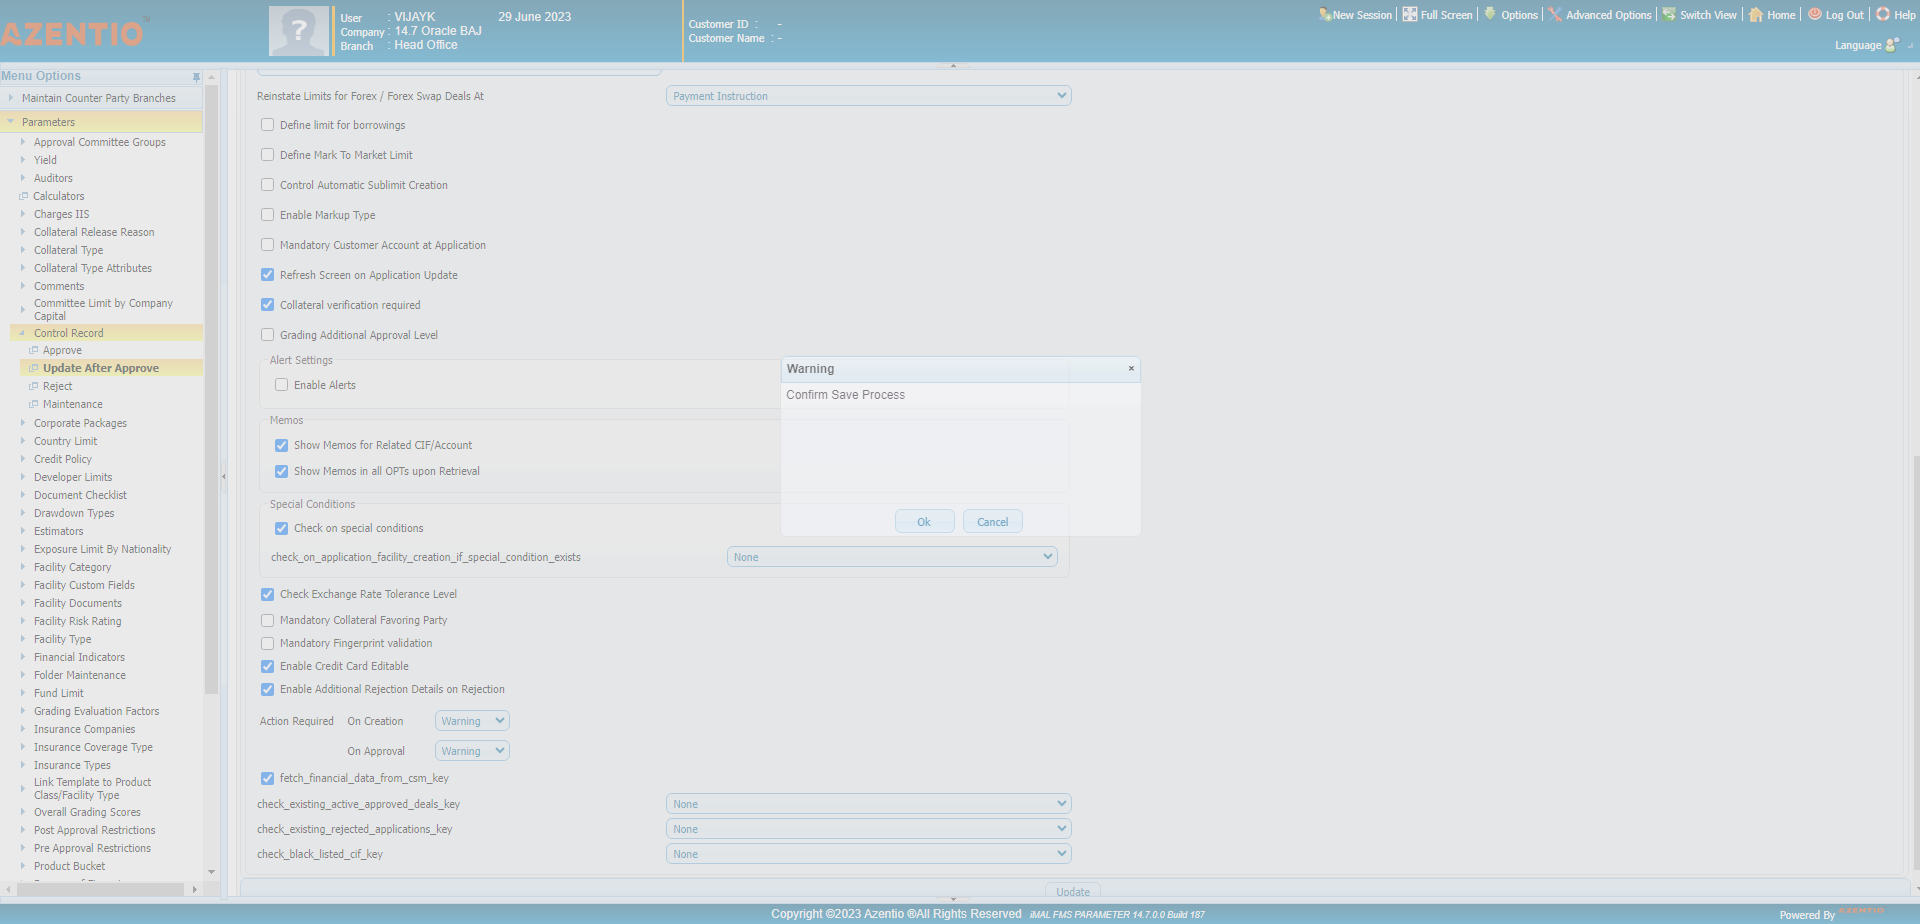 AZENTIO
TM
User : VIJAYK 29 June 2023
Company : 14.7 Oracle BAJ
Branch : Head Office
Customer ID : -
Customer Name : -
New Session Full Screen Options Advanced Options Switch View Home Log Out Help
Language
Menu Options
Maintain Counter Party Branches
Parameters
Approval Committee Groups
Yield
Auditors
Calculators
Charges IIS
Collateral Release Reason
Collateral Type
Collateral Type Attributes
Comments
Committee Limit by Company
Capital
Control Record
Approve
Update After Approve
Reject
Maintenance
Corporate Packages
Country Limit
Credit Policy
Developer Limits
Document Checklist
Drawdown Types
Estimators
Exposure Limit By Nationality
Facility Category
Facility Custom Fields
Facility Documents
Facility Risk Rating
Facility Type
Financial Indicators
Folder Maintenance
Fund Limit
Grading Evaluation Factors
Insurance Companies
Insurance Coverage Type
Insurance Types
Link Template to Product
Class/Facility Type
Overall Grading Scores
Post Approval Restrictions
Pre Approval Restrictions
Product Bucket
Reinstate Limits for Forex / Forex Swap Deals At Payment Instruction
Define limit for borrowings
Define Mark To Market Limit
Control Automatic Sublimit Creation
Enable Markup Type
Mandatory Customer Account at Application
Refresh Screen on Application Update
Collateral verification required
Grading Additional Approval Level
Alert Settings
Enable Alerts
Memos
Show Memos for Related CIF/Account
Show Memos in all OPTs upon Retrieval
Special Conditions
Check on special conditions
check_on_application_facility_creation_if_special_condition_exists None
Check Exchange Rate Tolerance Level
Mandatory Collateral Favoring Party
Mandatory Fingerprint validation
Enable Credit Card Editable
Enable Additional Rejection Details on Rejection
Action Required On Creation Warning
On Approval Warning
fetch_financial_data_from_csm_key
check_existing_active_approved_deals_key None
check_existing_rejected_applications_key None
check_black_listed_cif_key None
Update
Warning ×
Confirm Save Process
Ok Cancel
Copyright ©2023 Azentio ®All Rights Reserved iMAL FMS PARAMETER 14.7.0.0 Build 187
Powered By AZENTIO